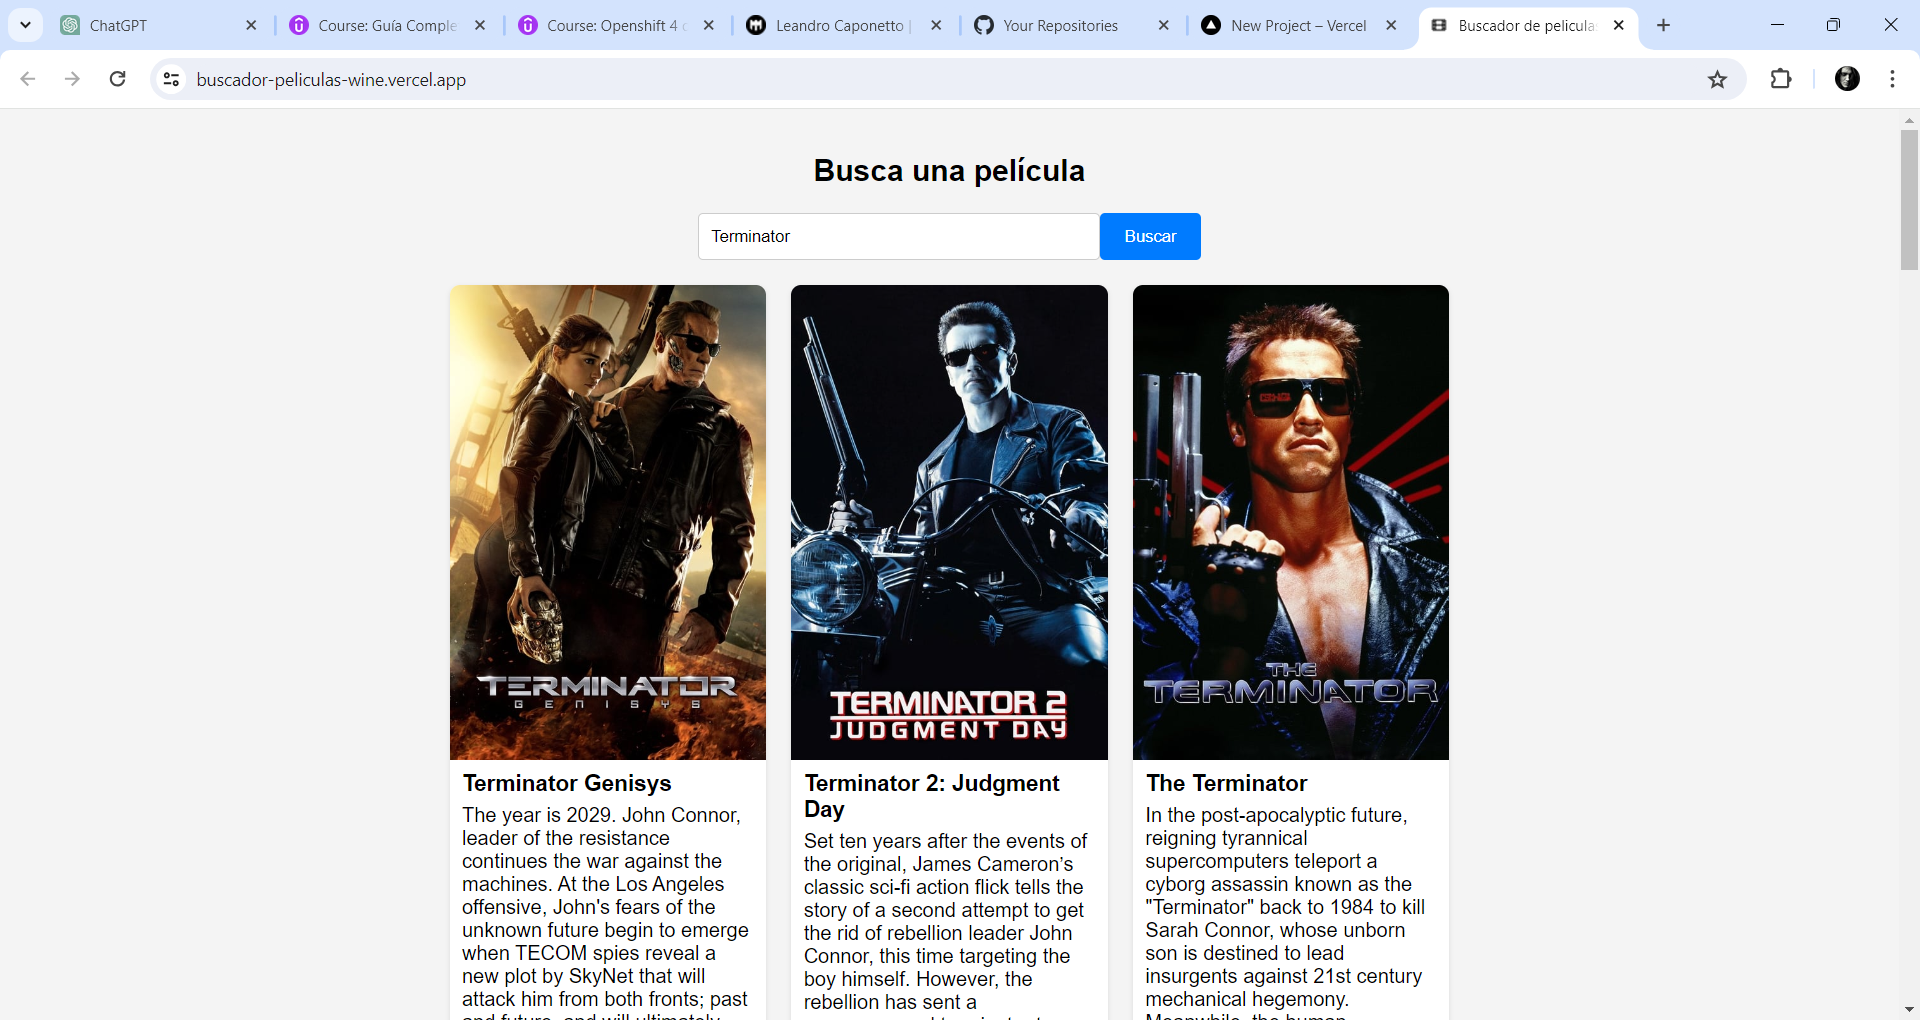 ChatGPT
Course: Guía Comple
Course: Openshift 4
Leandro Caponetto |
Your Repositories
New Project – Vercel
Buscador de pelicula
buscador-peliculas-wine.vercel.app
Busca una película
Terminator
Buscar
TERMINATOR
GENISYS
TERMINATOR 2
JUDGMENT DAY
THE
TERMINATOR
Terminator Genisys
The year is 2029. John Connor,
leader of the resistance
continues the war against the
machines. At the Los Angeles
offensive, John's fears of the
unknown future begin to emerge
when TECOM spies reveal a
new plot by SkyNet that will
attack him from both fronts; past
and future, and will ultimately
Terminator 2: Judgment
Day
Set ten years after the events of
the original, James Cameron’s
classic sci-fi action flick tells the
story of a second attempt to get
the rid of rebellion leader John
Connor, this time targeting the
boy himself. However, the
rebellion has sent a
The Terminator
In the post-apocalyptic future,
reigning tyrannical
supercomputers teleport a
cyborg assassin known as the
"Terminator" back to 1984 to kill
Sarah Connor, whose unborn
son is destined to lead
insurgents against 21st century
mechanical hegemony.
Meanwhile, the human